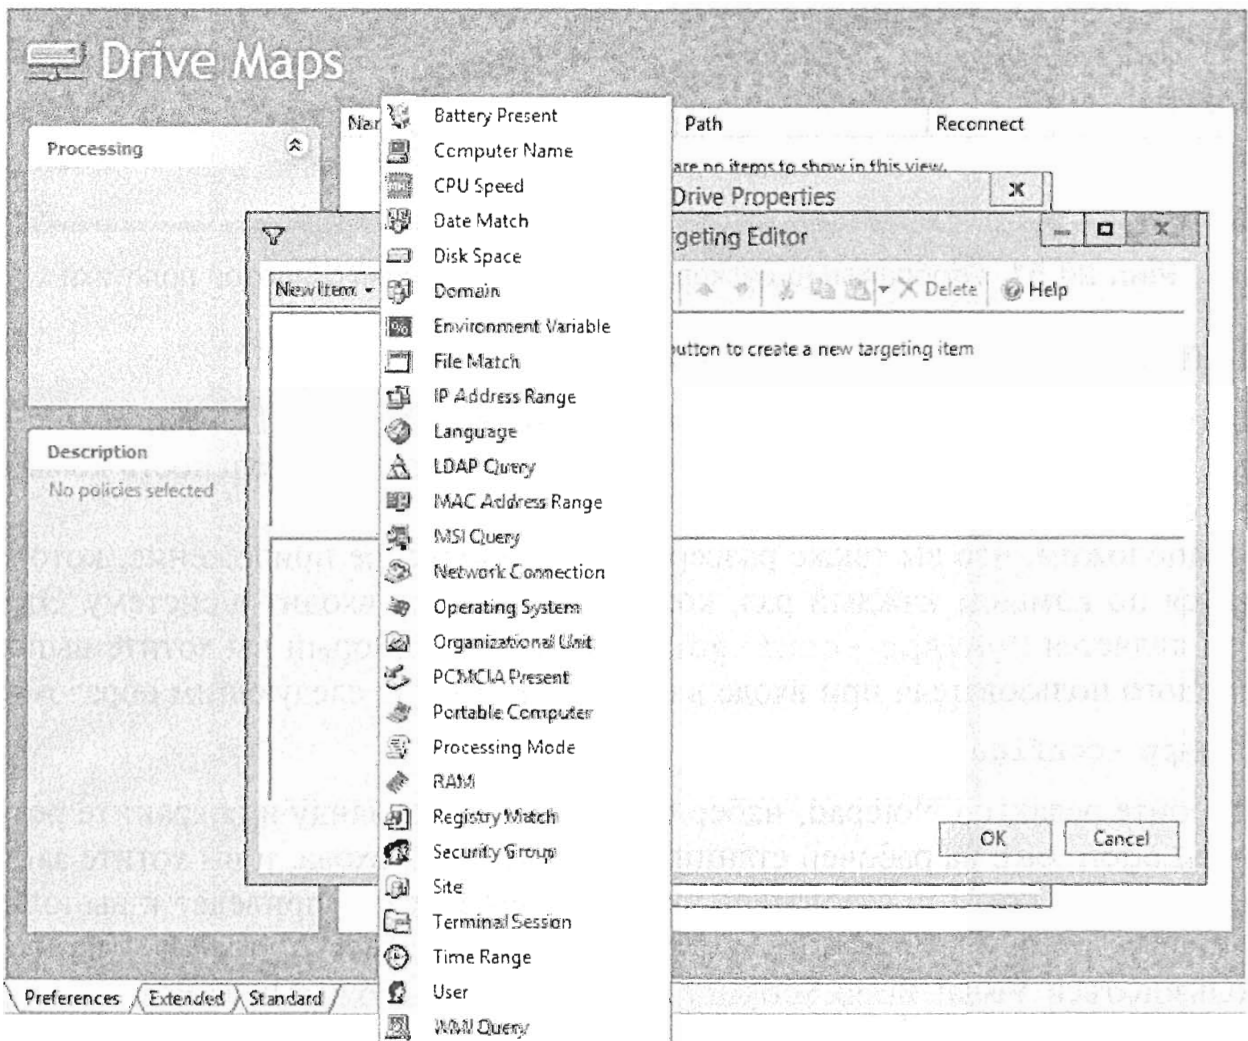 Drive Maps
Processing
Description
No policies selected
Nar
Path
Reconnect
are no items to show in this view.
Drive Properties
rgeting Editor
New Item
Delete
Help
utton to create a new targeting item
Battery Present
Computer Name
CPU Speed
Date Match
Disk Space
Domain
Environment Variable
File Match
IP Address Range
Language
LDAP Query
MAC Address Range
MSI Query
Network Connection
Operating System
Organizational Unit
PCMCIA Present
Portable Computer
Processing Mode
RAM
Registry Match
Security Group
Site
Terminal Session
Time Range
User
WMI Query
OK
Cancel
Preferences
Extended
Standard